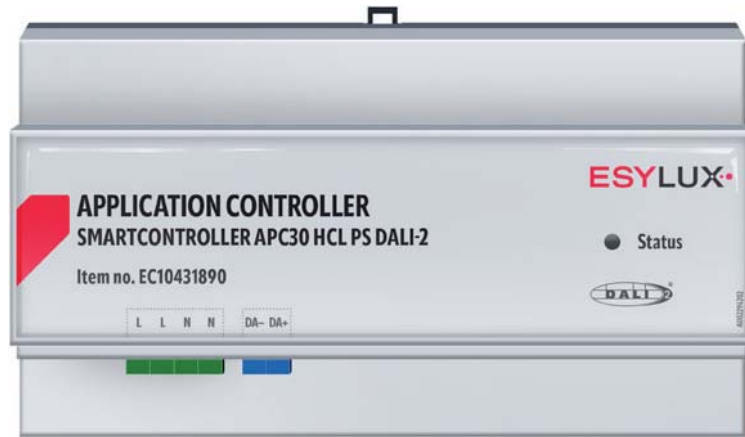 ESYLUX
APPLICATION CONTROLLER
SMARTCONTROLLER APC30 HCL PS DALI-2
Status
Item no. EC10431890
DALI 2
L L N N DA– DA+